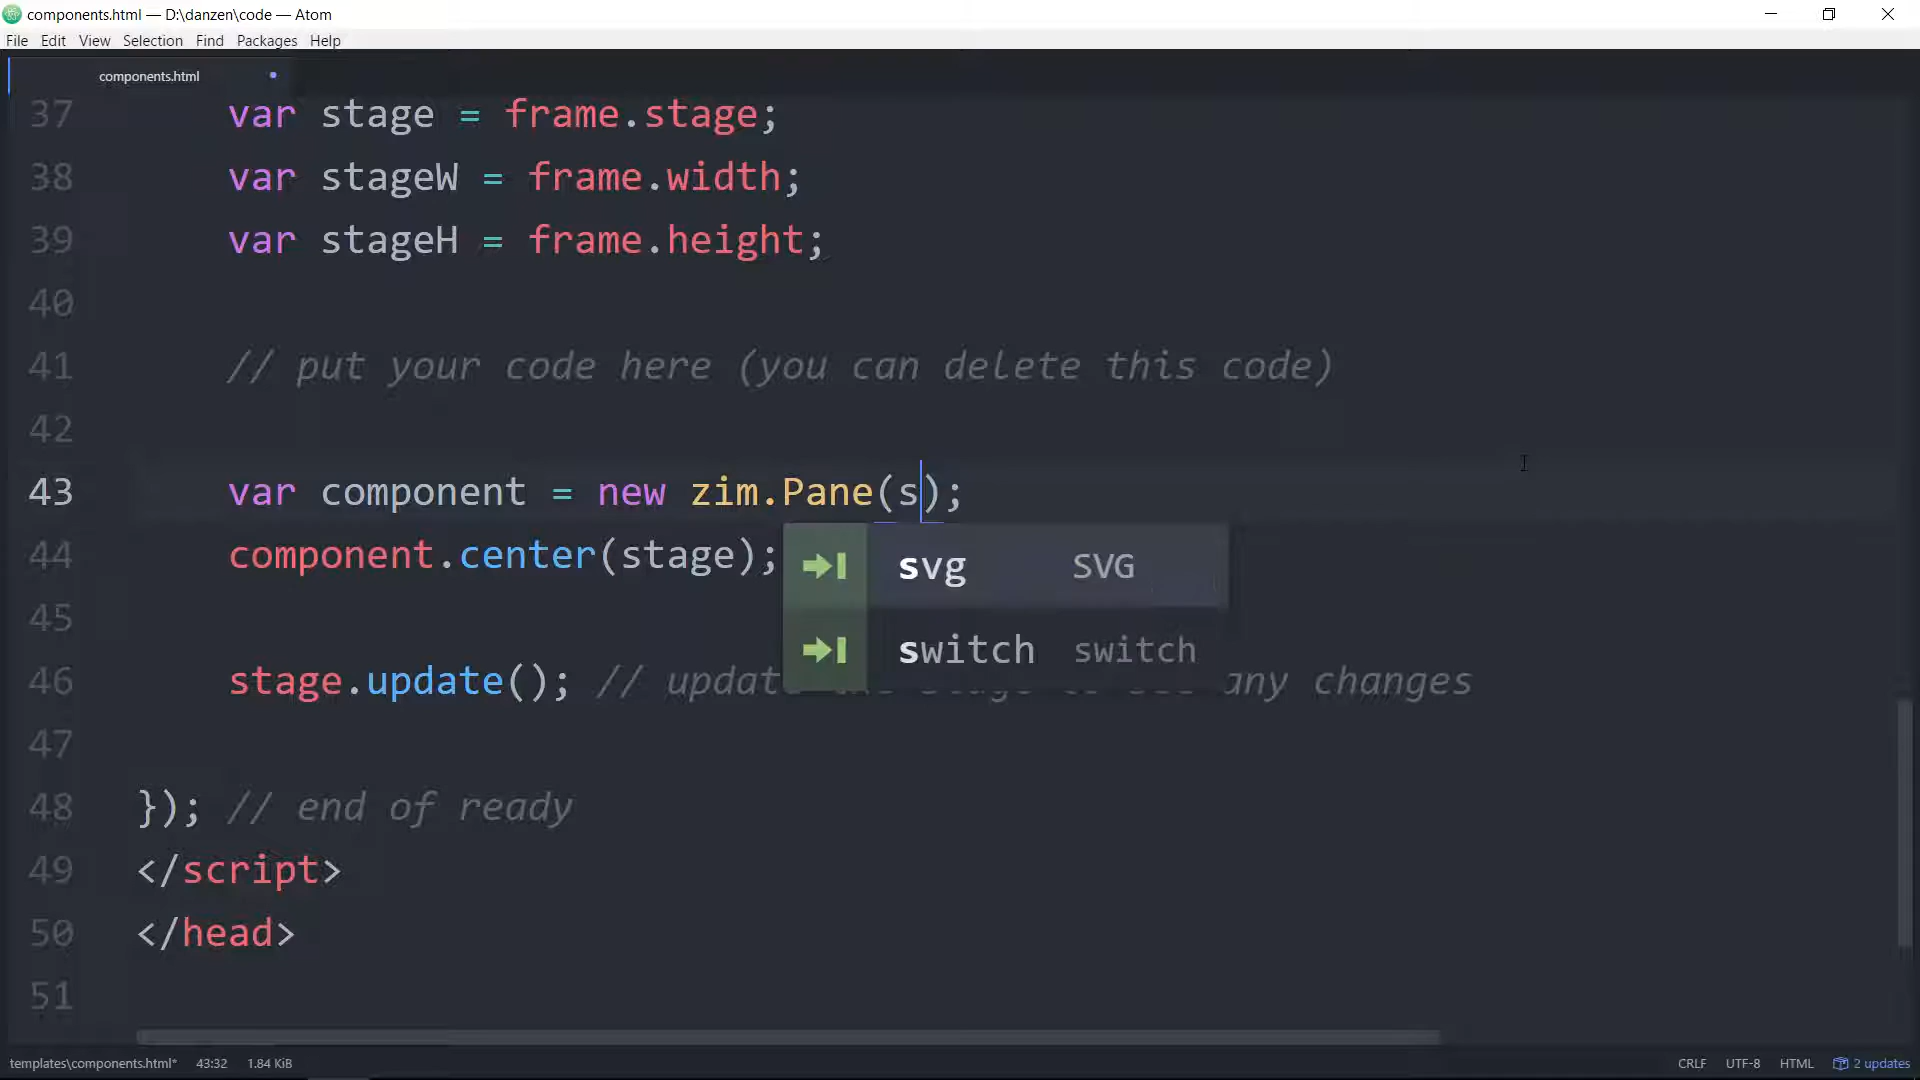 components.html — D:\danzen\code — Atom
File Edit View Selection Find Packages Help
components.html
37 var stage = frame.stage;
38 var stageW = frame.width;
39 var stageH = frame.height;
40
41 // put your code here (you can delete this code)
42
43 var component = new zim.Pane(s);
44 component.center(stage);
svg SVG
45
switch switch
46 stage.update(); // updat any changes
47
48 }); // end of ready
49 </script>
50 </head>
51
templates\components.html* 43:32 1.84 KiB CRLF UTF-8 HTML 2 updates